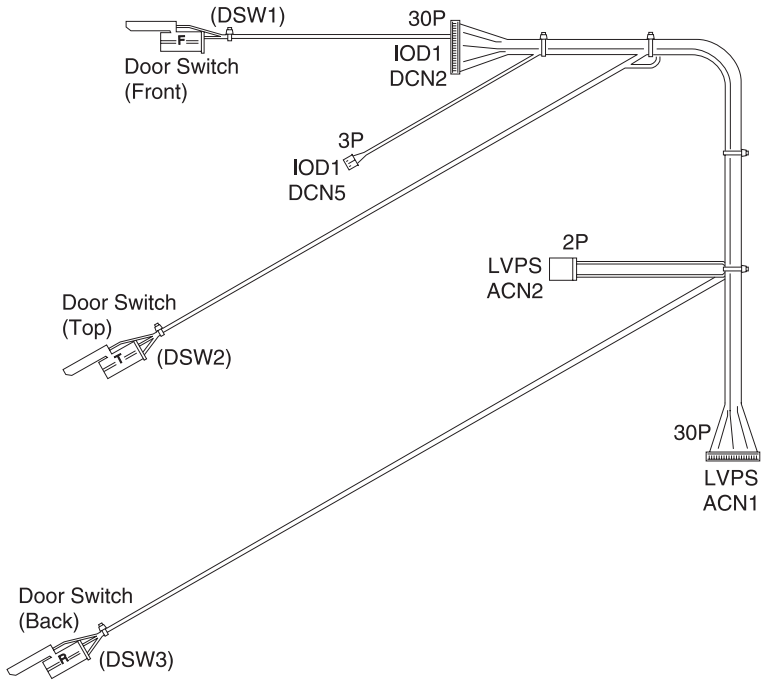 (DSW1)
30P
F
IOD1
DCN2
Door Switch
(Front)
3P
IOD1
DCN5
2P
LVPS
ACN2
Door Switch
(Top)
T
(DSW2)
30P
LVPS
ACN1
Door Switch
(Back)
R
(DSW3)